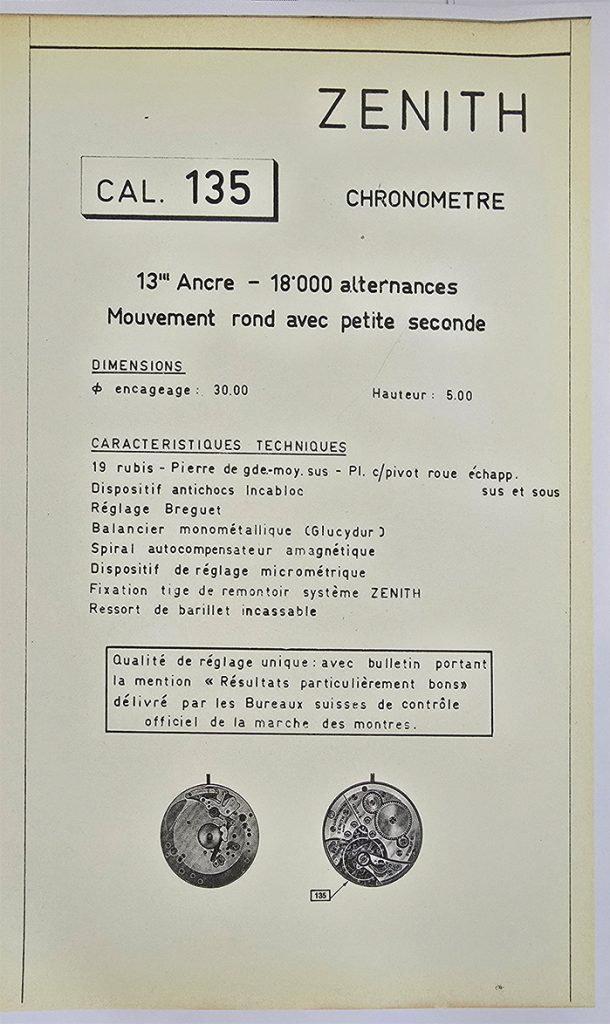 ZENITH
CAL. 135
CHRONOMETRE
13''' Ancre – 18'000 alternances
Mouvement rond avec petite seconde
DIMENSIONS
ϕ encageage : 30.00 Hauteur : 5.00
CARACTERISTIQUES TECHNIQUES
19 rubis - Pierre de gde.-moy. sus - Pl. c/pivot roue échapp.
Dispositif antichocs Incabloc sus et sous
Réglage Breguet
Balancier monométallique (Glucydur)
Spiral autocompensateur amagnétique
Dispositif de réglage micrométrique
Fixation tige de remontoir système ZENITH
Ressort de barillet incassable
Qualité de réglage unique : avec bulletin portant
la mention « Résultats particulièrement bons»
délivré par les Bureaux suisses de contrôle
officiel de la marche des montres.
135